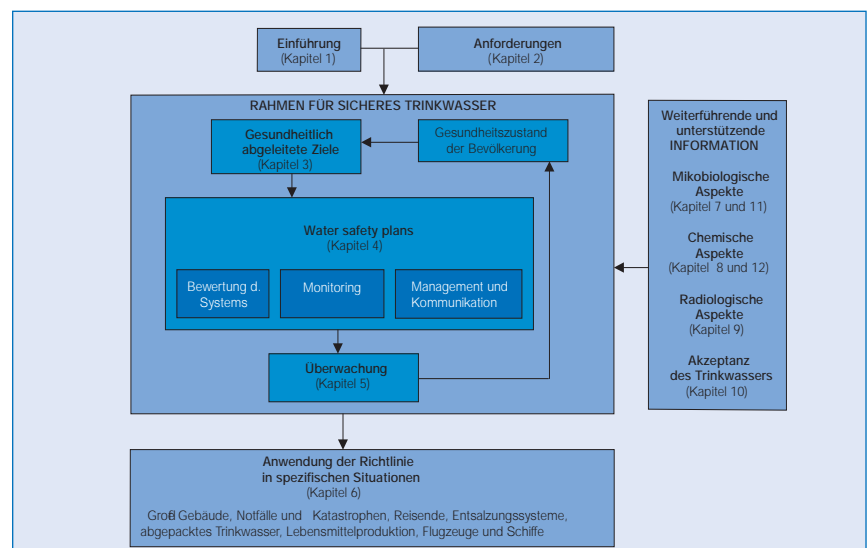 Einführung
(Kapitel 1)
Anforderungen
(Kapitel 2)
RAHMEN FÜR SICHERES TRINKWASSER
Gesundheitlich
abgeleitete Ziele
(Kapitel 3)
Gesundheitszustand
der Bevölkerung
Water safety plans
(Kapitel 4)
Bewertung d.
Systems
Monitoring
Management und
Kommunikation
Überwachung
(Kapitel 5)
Weiterführende und
unterstützende
INFORMATION
Mikobiologische
Aspekte
(Kapitel 7 und 11)
Chemische
Aspekte
(Kapitel 8 und 12)
Radiologische
Aspekte
(Kapitel 9)
Akzeptanz
des Trinkwassers
(Kapitel 10)
Anwendung der Richtlinie
in spezifischen Situationen
(Kapitel 6)
Gebäude, Notfälle und Katastrophen, Reisende, Entsalzungssysteme,
abgepacktes Trinkwasser, Lebensmittelproduktion, Flugzeuge und Schiffe